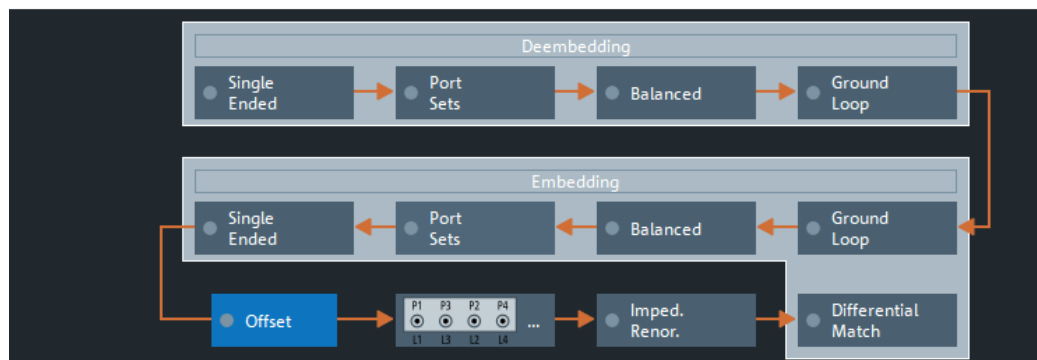 Deembedding
Single
Ended
Port
Sets
Balanced
Ground
Loop
Embedding
Single
Ended
Port
Sets
Balanced
Ground
Loop
Offset
P1 P3 P2 P4
L1 L3 L2 L4
...
Imped.
Renor.
Differential
Match